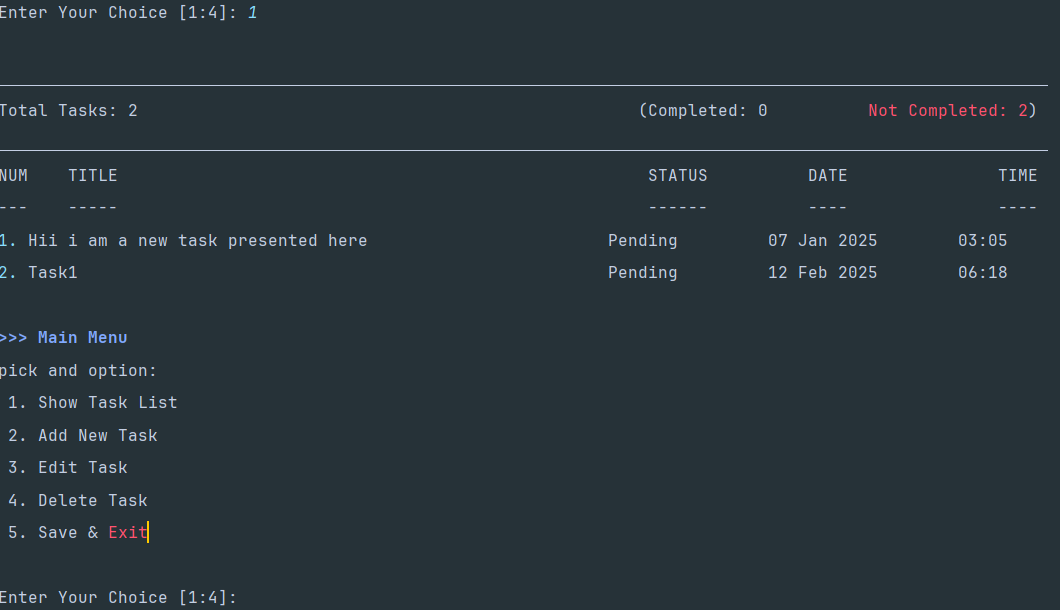 Enter Your Choice [1:4]: 1
Total Tasks: 2 (Completed: 0 Not Completed: 2)
NUM TITLE STATUS DATE TIME
--- ----- ------ ---- ----
1. Hii i am a new task presented here Pending 07 Jan 2025 03:05
2. Task1 Pending 12 Feb 2025 06:18
>>> Main Menu
pick and option:
1. Show Task List
2. Add New Task
3. Edit Task
4. Delete Task
5. Save & Exit
Enter Your Choice [1:4]: